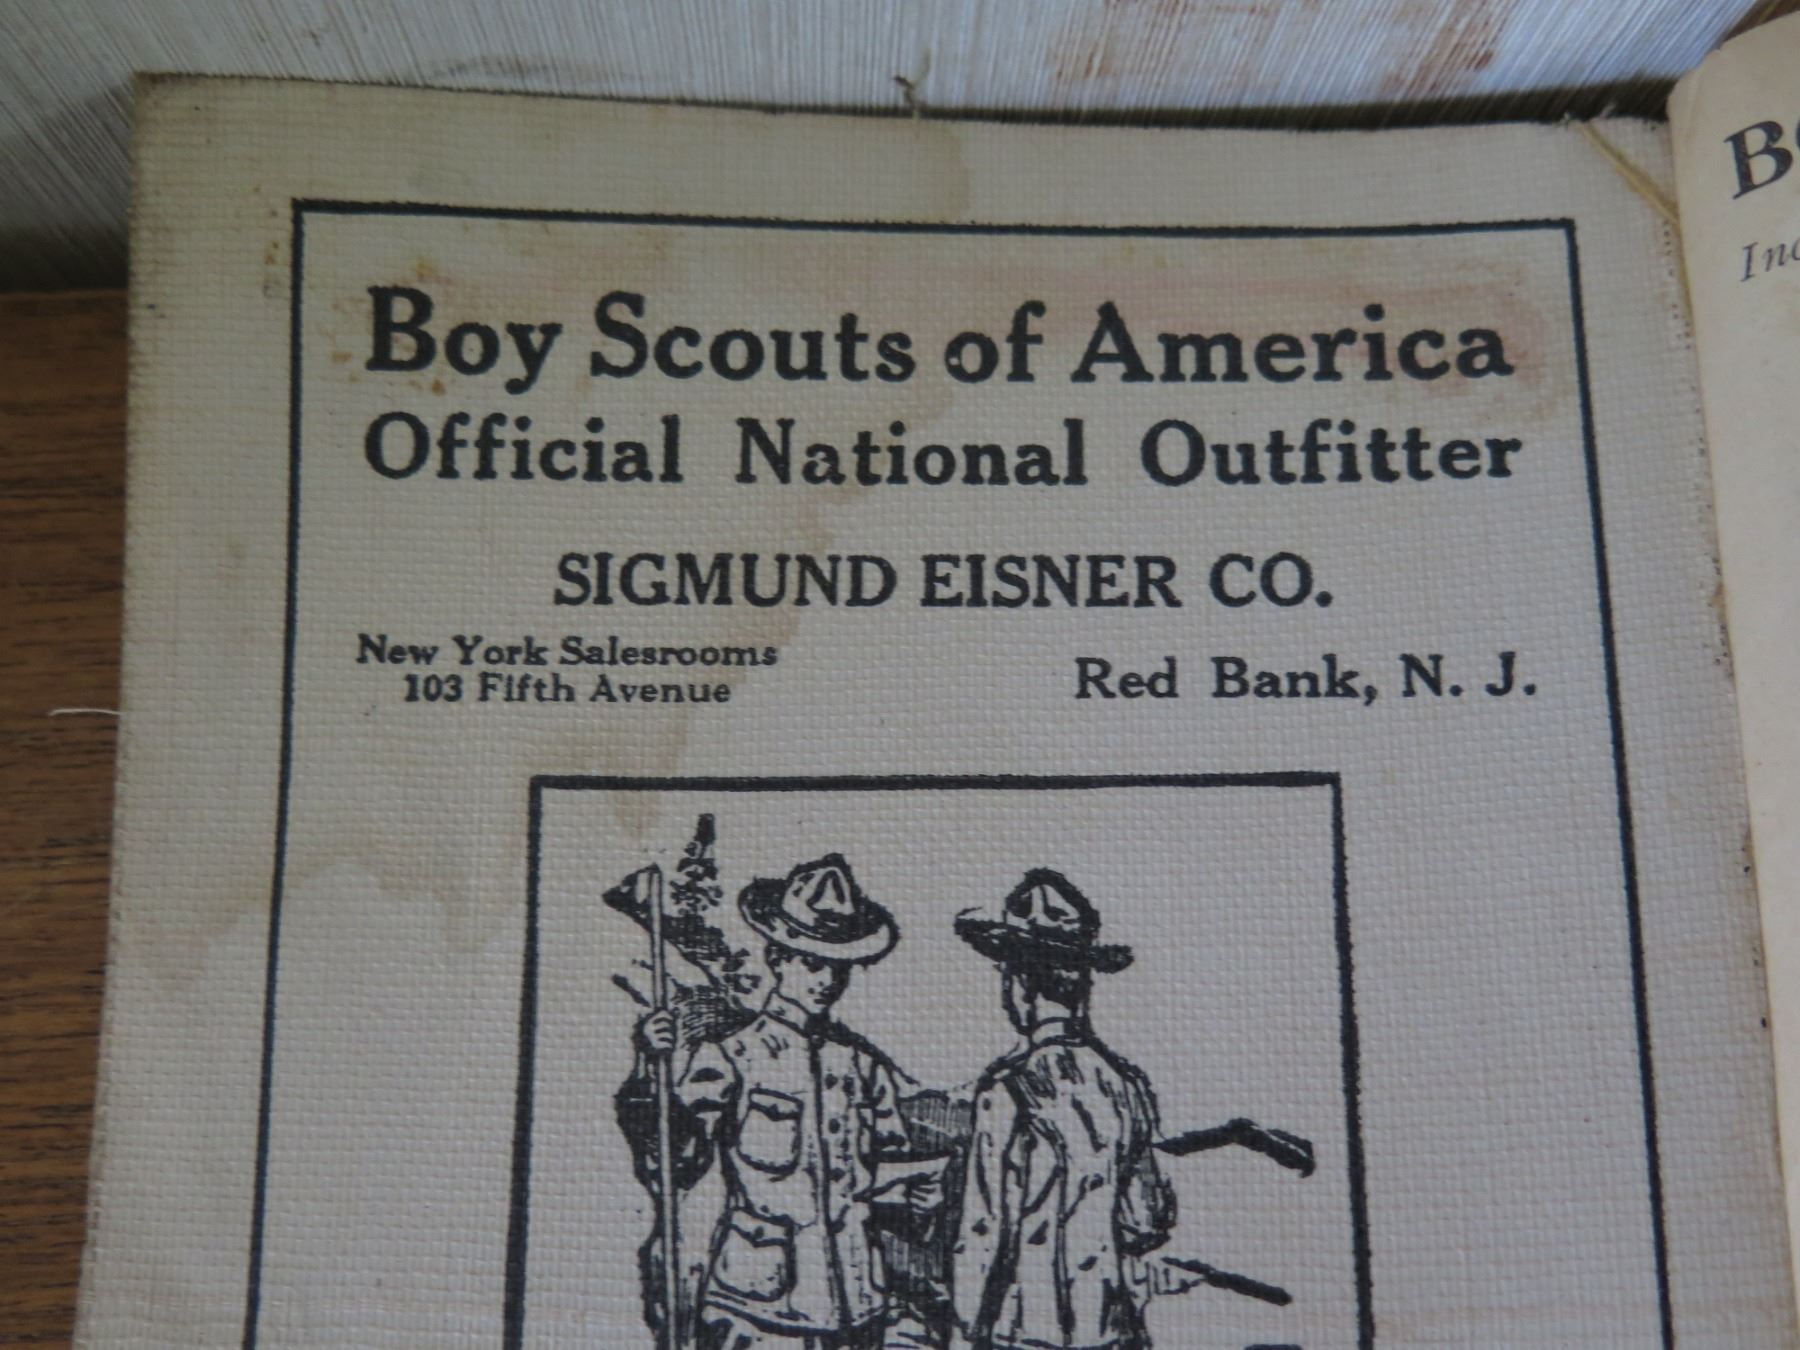 Boy Scouts of America
Official National Outfitter
SIGMUND EISNER CO.
New York Salesrooms
103 Fifth Avenue
Red Bank, N. J.